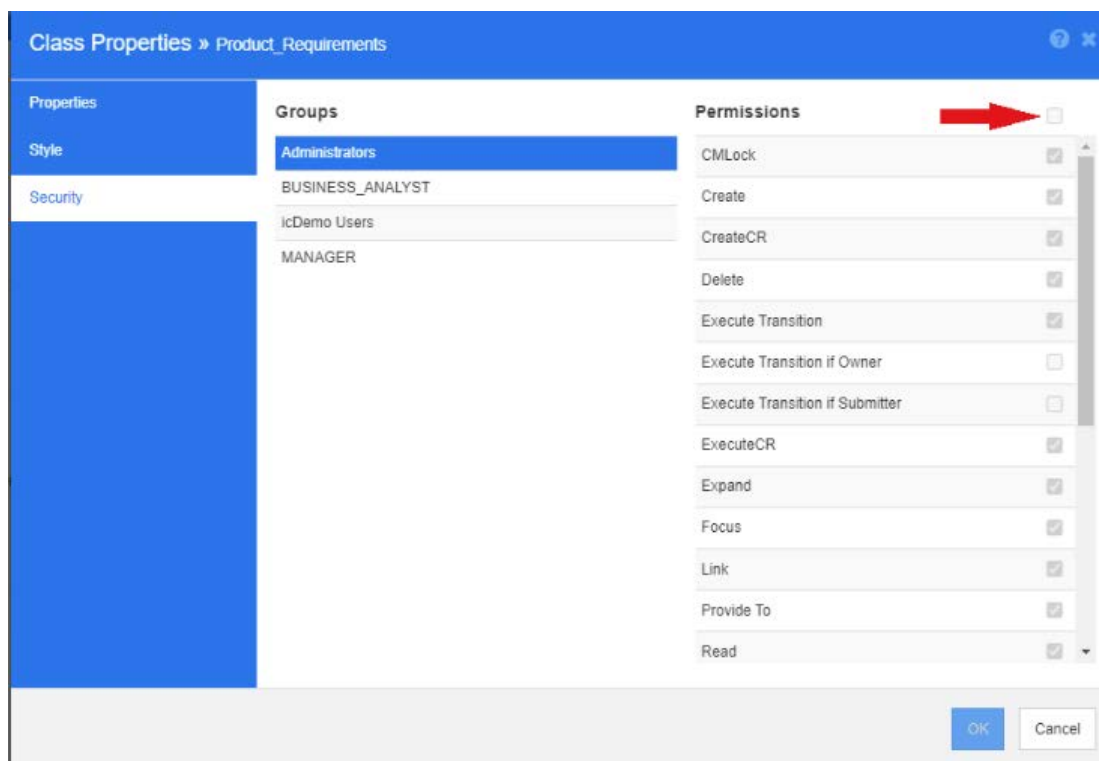 Class Properties » Product_Requirements
Properties
Style
Security
Groups
Administrators
BUSINESS_ANALYST
icDemo Users
MANAGER
Permissions
CMLock
Create
CreateCR
Delete
Execute Transition
Execute Transition if Owner
Execute Transition if Submitter
ExecuteCR
Expand
Focus
Link
Provide To
Read
OK
Cancel